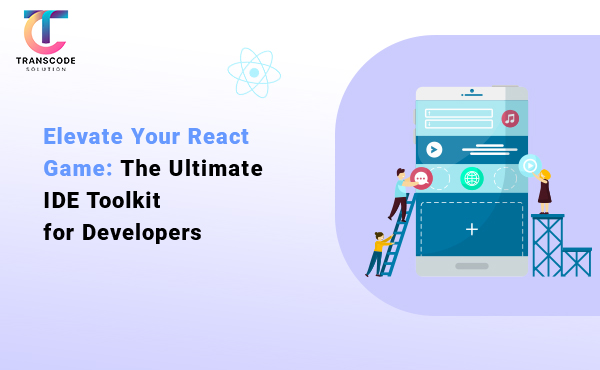 TRANSCODE
SOLUTION
Elevate Your React
Game: The Ultimate
IDE Toolkit
for Developers